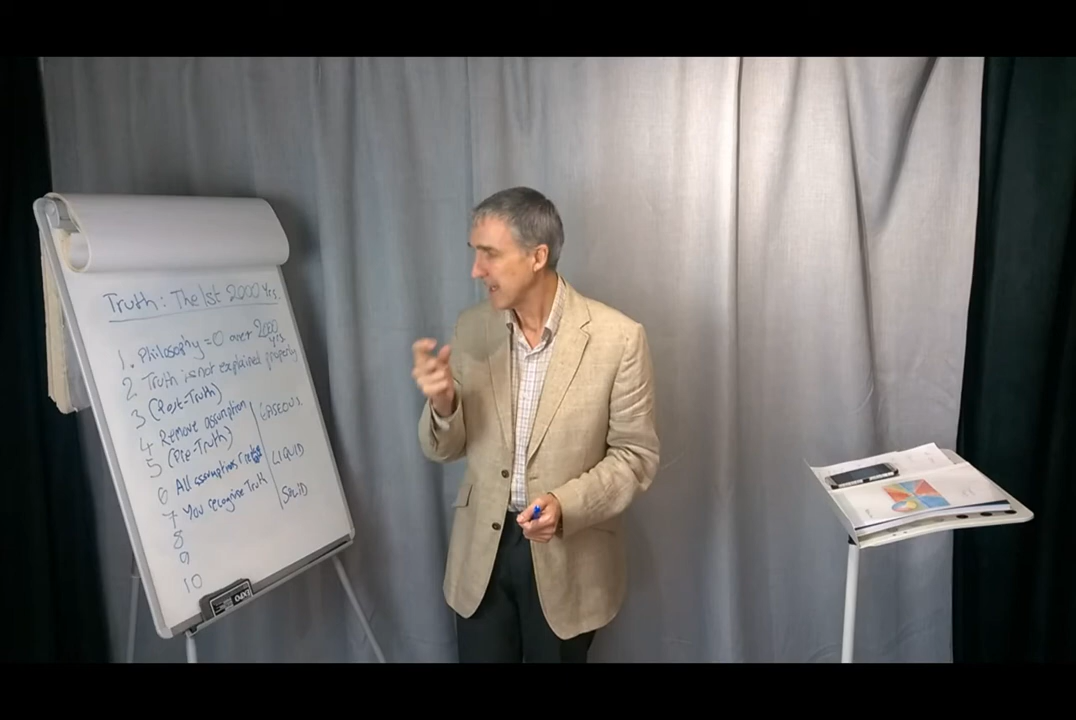 Truth: The 1st 2000 Yrs.
1. Philosophy = 0 over 2000 yrs.
2 Truth is not explained properly
3 (Post-Truth)
4 Remove assumption
GASEOUS.
5 (Pre-Truth)
6 All assumptions
LIQUID
7 You recognise Truth
SOLID
8
9
10